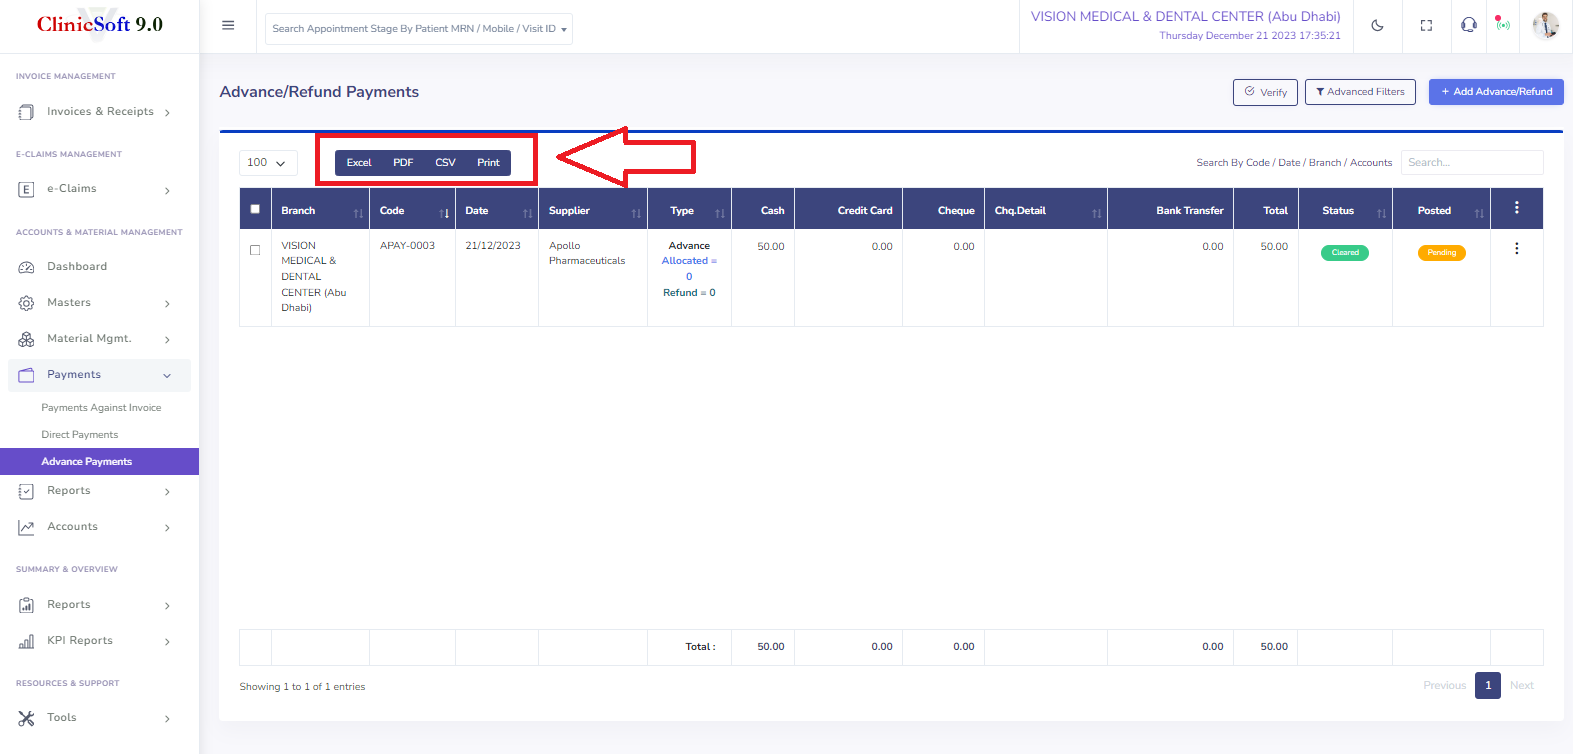 ClinicSoft 9.0
Search Appointment Stage By Patient MRN / Mobile / Visit ID
VISION MEDICAL & DENTAL CENTER (Abu Dhabi)
Thursday December 21 2023 17:35:21
INVOICE MANAGEMENT
Invoices & Receipts
E-CLAIMS MANAGEMENT
E e-Claims
ACCOUNTS & MATERIAL MANAGEMENT
Dashboard
Masters
Material Mgmt.
Payments
Payments Against Invoice
Direct Payments
Advance Payments
Reports
Accounts
SUMMARY & OVERVIEW
Reports
KPI Reports
RESOURCES & SUPPORT
Tools
Advance/Refund Payments
Verify
Advanced Filters
+ Add Advance/Refund
100
Excel PDF CSV Print
Search By Code / Date / Branch / Accounts
Search...
Branch Code Date Supplier Type Cash Credit Card Cheque Chq.Detail Bank Transfer Total Status Posted
VISION
MEDICAL &
DENTAL
CENTER (Abu
Dhabi)
APAY-0003
21/12/2023
Apollo
Pharmaceuticals
Advance
Allocated =
0
Refund = 0
50.00 0.00 0.00 0.00 50.00 Cleared Pending
Total : 50.00 0.00 0.00 0.00 50.00
Showing 1 to 1 of 1 entries
Previous 1 Next